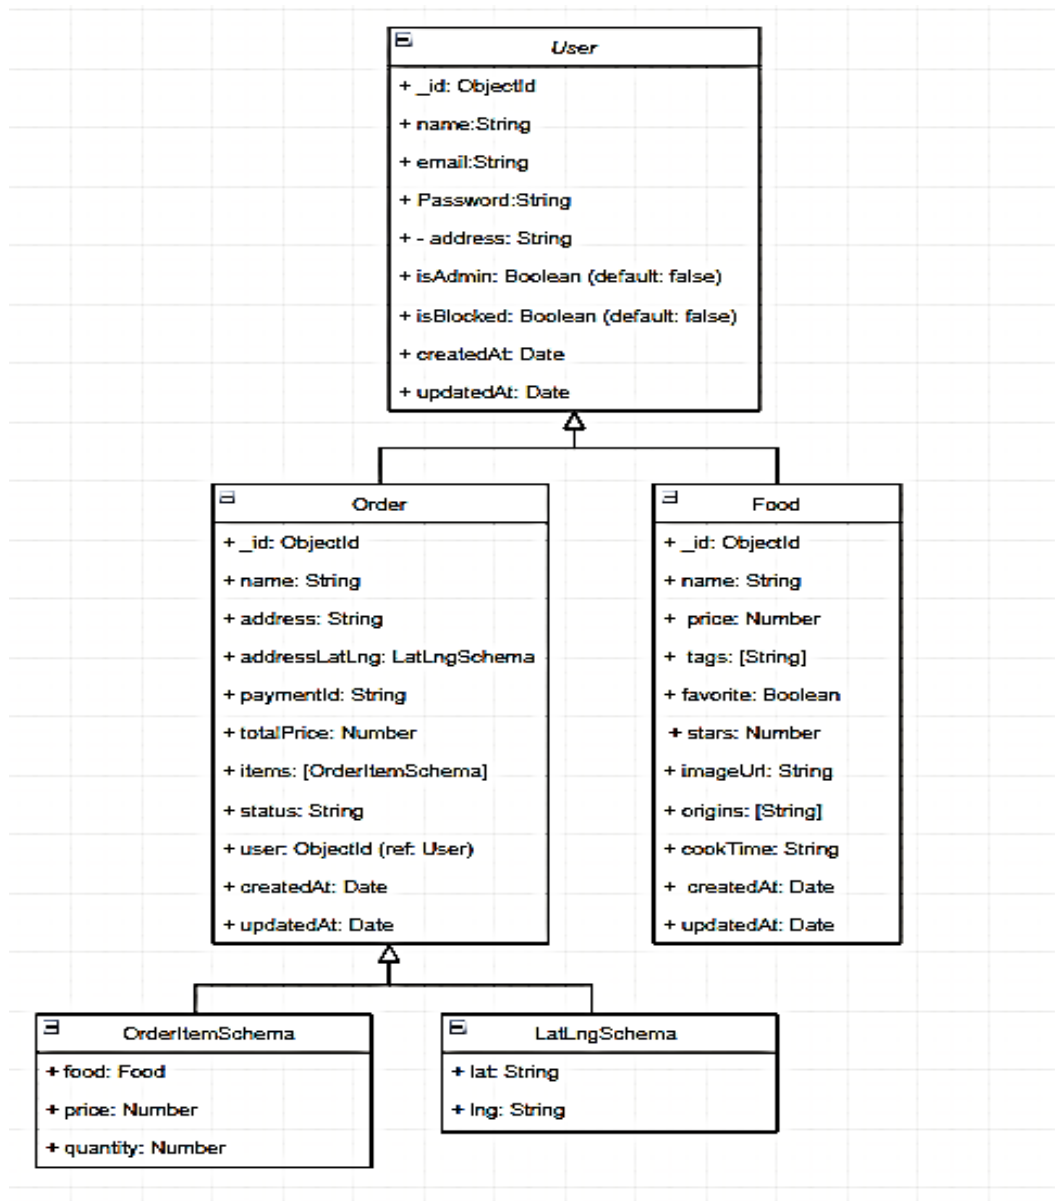 User
+ _id: ObjectId
+ name:String
+ email:String
+ Password:String
+ - address: String
+ isAdmin: Boolean (default: false)
+ isBlocked: Boolean (default: false)
+ createdAt: Date
+ updatedAt: Date
Order
+ _id: ObjectId
+ name: String
+ address: String
+ addressLatLng: LatLngSchema
+ paymentId: String
+ totalPrice: Number
+ items: [OrderItemSchema]
+ status: String
+ user: ObjectId (ref: User)
+ createdAt: Date
+ updatedAt: Date
Food
+ _id: ObjectId
+ name: String
+ price: Number
+ tags: [String]
+ favorite: Boolean
+ stars: Number
+ imageUrl: String
+ origins: [String]
+ cookTime: String
+ createdAt: Date
+ updatedAt: Date
OrderItemSchema
+ food: Food
+ price: Number
+ quantity: Number
LatLngSchema
+ lat: String
+ lng: String